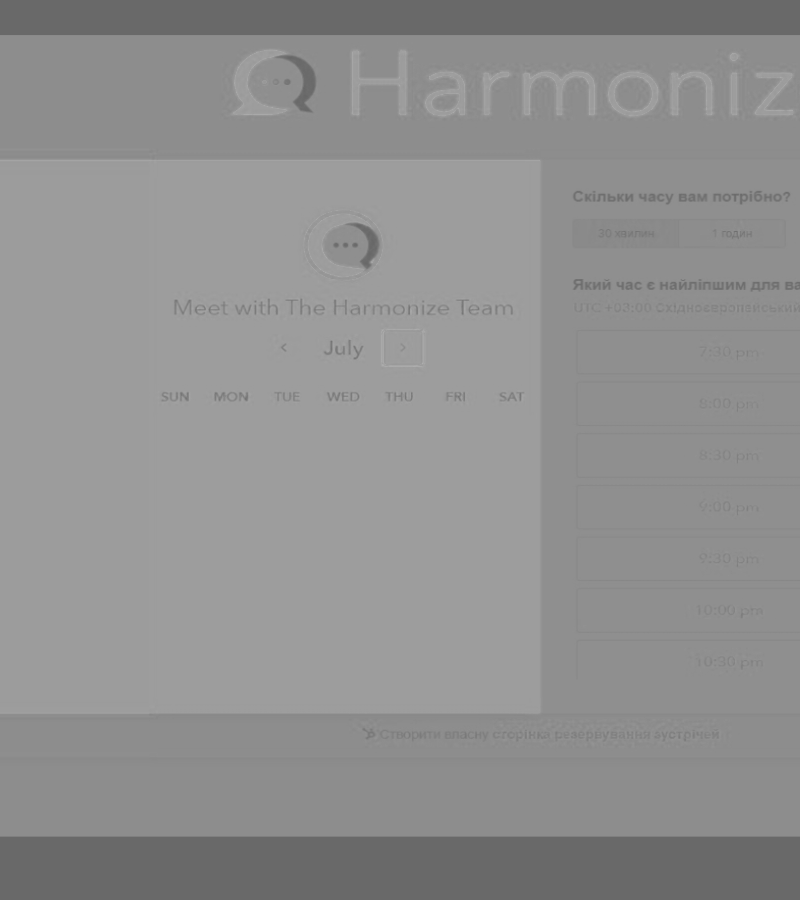 Harmoniz
Meet with The Harmonize Team
July
SUN MON TUE WED THU FRI SAT
Скільки часу вам потрібно?
30 хвилин 1 годин
Який час є найліпшим для ва
UTC +03:00 Східноєвропейський
7:30 pm
8:00 pm
8:30 pm
9:00 pm
9:30 pm
10:00 pm
10:30 pm
Створити власну сторінка резервування зустрічей